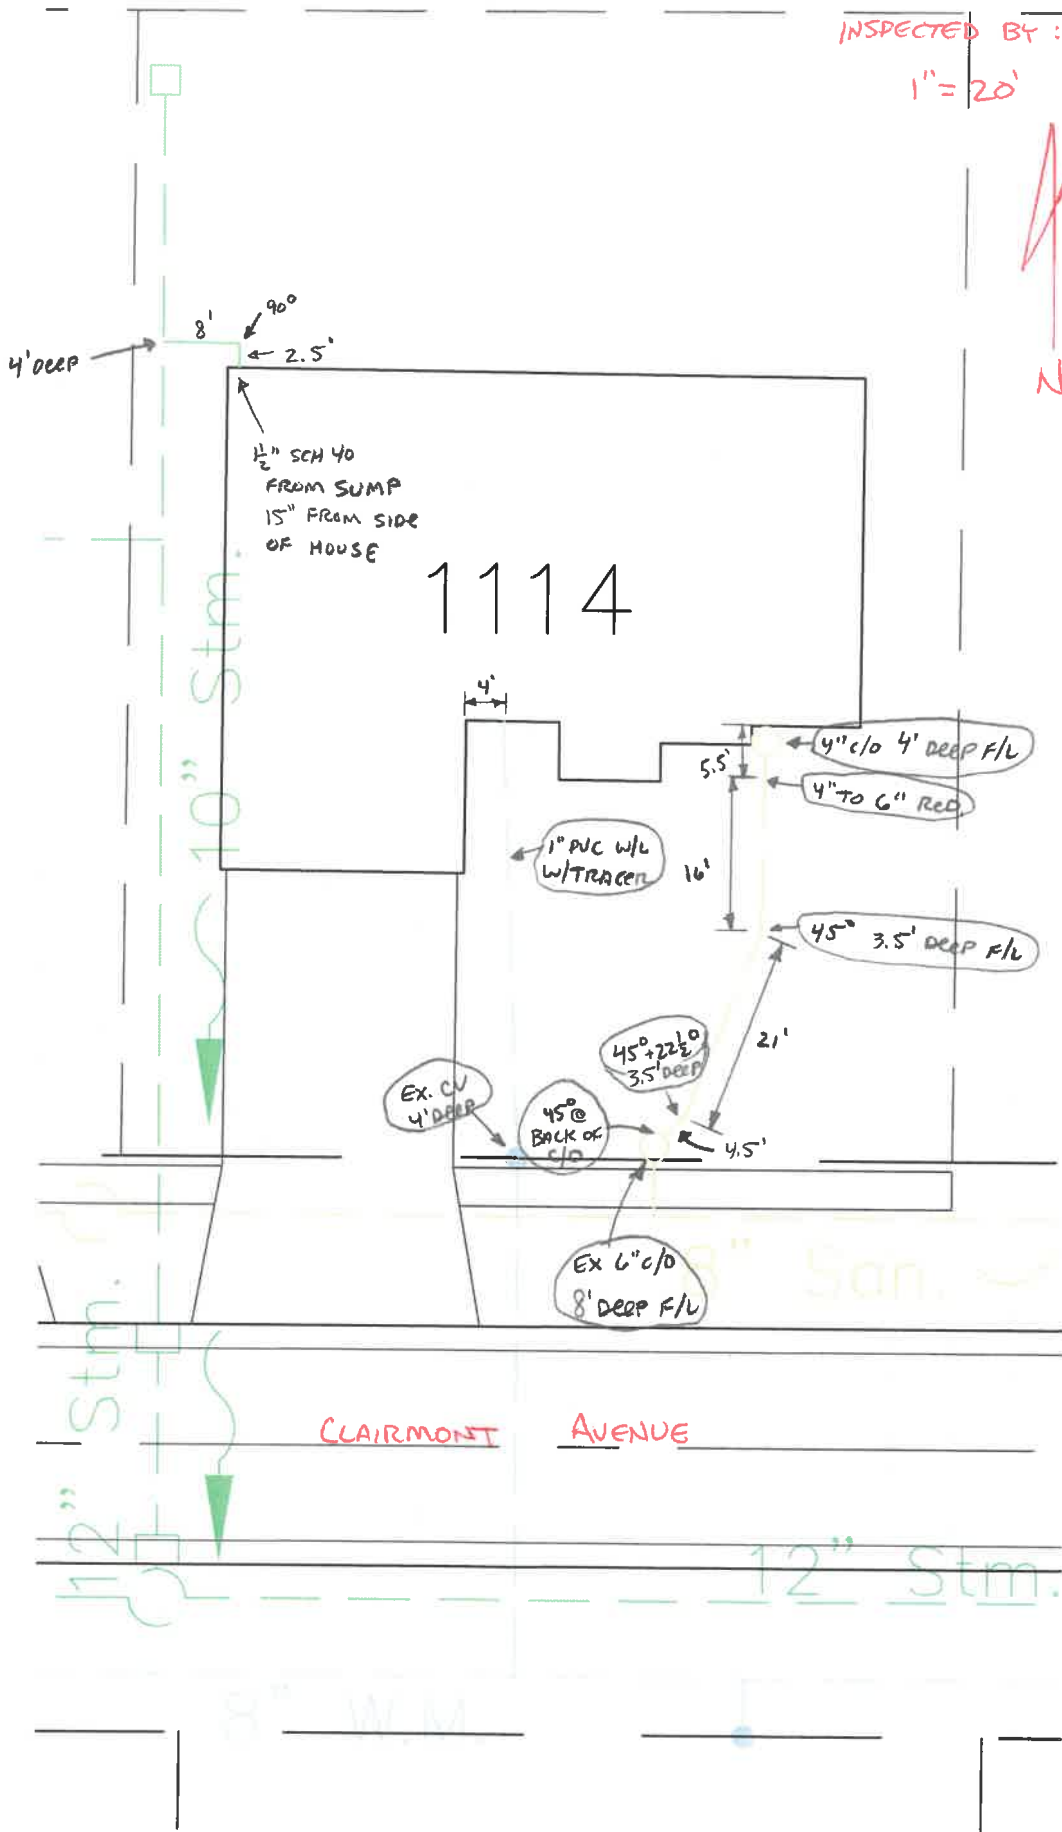 INSPECTED BY :
1"= 20'
N
90°
8'
4' DEEP
2.5'
1½" SCH 40
FROM SUMP
15" FROM SIDE
OF HOUSE
10" Stm.
1114
4'
5.5'
4" C/O 4' DEEP F/L
4" TO 6" RED.
1" PVC W/L
W/TRACER
16'
45° 3.5' DEEP F/L
21'
45°+22½°
3.5' DEEP
EX. CV
4' DEEP
45° @
BACK OF
C/O
4.5'
EX 6" C/O
8' DEEP F/L
8" San.
12" Stm.
CLAIRMONT AVENUE
12" Stm.
8" W.M.